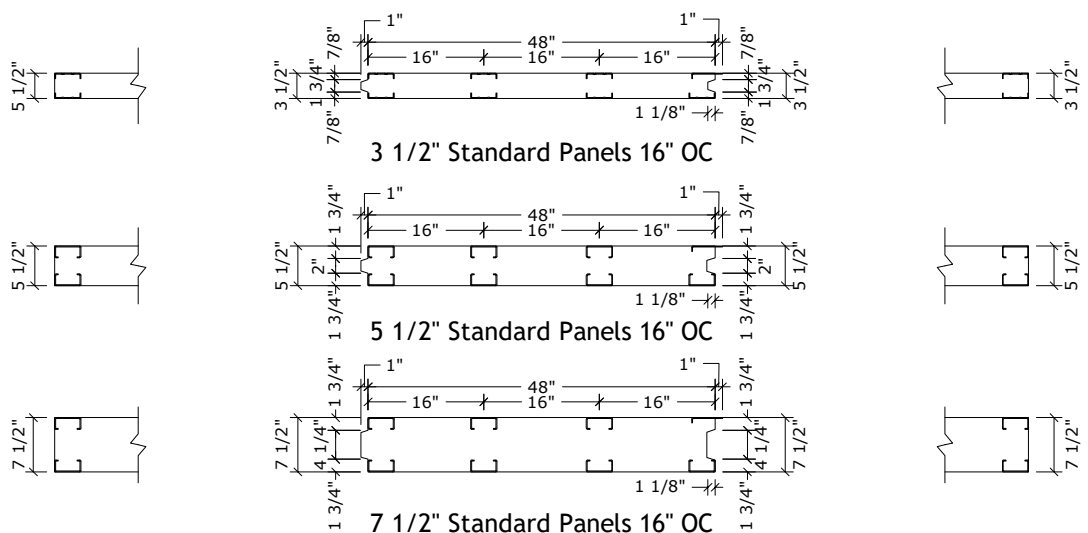 1" 1"
7/8" 48" 7/8"
16" 16" 16"
5 1/2" 3 1/2" 1 3/4" 1 3/4" 3 1/2" 3 1/2"
7/8" 1 1/8" 7/8"
3 1/2" Standard Panels 16" OC
1" 1"
1 3/4" 48" 1 3/4"
16" 16" 16"
5 1/2" 5 1/2" 2" 2" 5 1/2" 5 1/2"
1 3/4" 1 1/8" 1 3/4"
5 1/2" Standard Panels 16" OC
1" 1"
1 3/4" 48" 1 3/4"
16" 16" 16"
7 1/2" 7 1/2" 4 1/4" 4 1/4" 7 1/2" 7 1/2"
1 3/4" 1 1/8" 1 3/4"
7 1/2" Standard Panels 16" OC